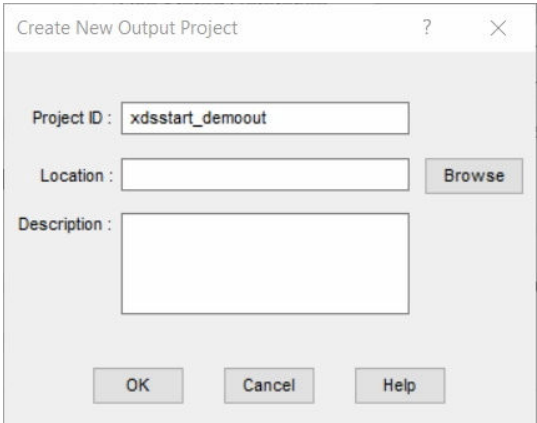 Create New Output Project ?
Project ID : xdsstart_demoout
Location : Browse
Description :
OK Cancel Help